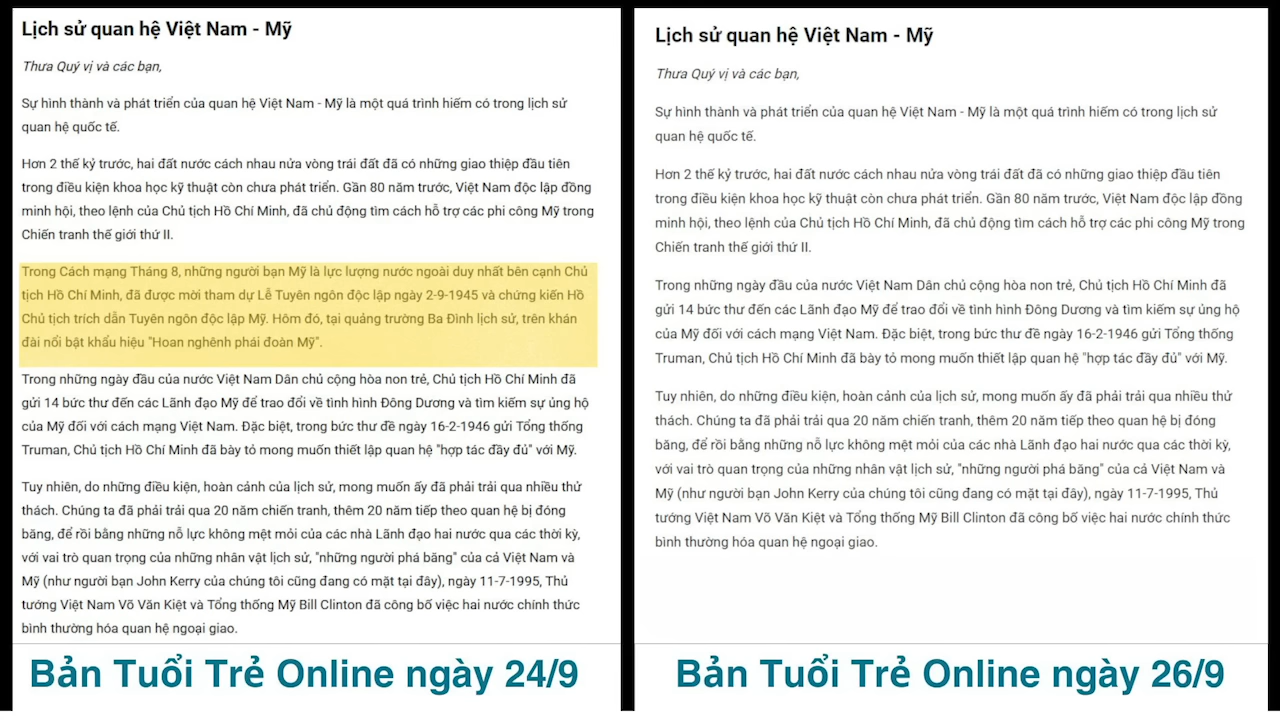 Lịch sử quan hệ Việt Nam - Mỹ
Thưa Quý vị và các bạn,
Sự hình thành và phát triển của quan hệ Việt Nam - Mỹ là một quá trình hiếm có trong lịch sử
quan hệ quốc tế.
Hơn 2 thế kỷ trước, hai đất nước cách nhau nửa vòng trái đất đã có những giao thiệp đầu tiên
trong điều kiện khoa học kỹ thuật còn chưa phát triển. Gần 80 năm trước, Việt Nam độc lập đồng
minh hội, theo lệnh của Chủ tịch Hồ Chí Minh, đã chủ động tìm cách hỗ trợ các phi công Mỹ trong
Chiến tranh thế giới thứ II.
Trong Cách mạng Tháng 8, những người bạn Mỹ là lực lượng nước ngoài duy nhất bên cạnh Chủ
tịch Hồ Chí Minh, đã được mời tham dự Lễ Tuyên ngôn độc lập ngày 2-9-1945 và chứng kiến Hồ
Chủ tịch trích dẫn Tuyên ngôn độc lập Mỹ. Hôm đó, tại quảng trường Ba Đình lịch sử, trên khán
đài nổi bật khẩu hiệu "Hoan nghênh phái đoàn Mỹ".
Trong những ngày đầu của nước Việt Nam Dân chủ cộng hòa non trẻ, Chủ tịch Hồ Chí Minh đã
gửi 14 bức thư đến các Lãnh đạo Mỹ để trao đổi về tình hình Đông Dương và tìm kiếm sự ủng hộ
của Mỹ đối với cách mạng Việt Nam. Đặc biệt, trong bức thư đề ngày 16-2-1946 gửi Tổng thống
Truman, Chủ tịch Hồ Chí Minh đã bày tỏ mong muốn thiết lập quan hệ "hợp tác đầy đủ" với Mỹ.
Tuy nhiên, do những điều kiện, hoàn cảnh của lịch sử, mong muốn ấy đã phải trải qua nhiều thử
thách. Chúng ta đã phải trải qua 20 năm chiến tranh, thêm 20 năm tiếp theo quan hệ bị đóng
băng, để rồi bằng những nỗ lực không mệt mỏi của các nhà Lãnh đạo hai nước qua các thời kỳ,
với vai trò quan trọng của những nhân vật lịch sử, "những người phá băng" của cả Việt Nam và
Mỹ (như người bạn John Kerry của chúng tôi cũng đang có mặt tại đây), ngày 11-7-1995, Thủ
tướng Việt Nam Võ Văn Kiệt và Tổng thống Mỹ Bill Clinton đã công bố việc hai nước chính thức
bình thường hóa quan hệ ngoại giao.
Bản Tuổi Trẻ Online ngày 24/9
Lịch sử quan hệ Việt Nam - Mỹ
Thưa Quý vị và các bạn,
Sự hình thành và phát triển của quan hệ Việt Nam - Mỹ là một quá trình hiếm có trong lịch sử
quan hệ quốc tế.
Hơn 2 thế kỷ trước, hai đất nước cách nhau nửa vòng trái đất đã có những giao thiệp đầu tiên
trong điều kiện khoa học kỹ thuật còn chưa phát triển. Gần 80 năm trước, Việt Nam độc lập đồng
minh hội, theo lệnh của Chủ tịch Hồ Chí Minh, đã chủ động tìm cách hỗ trợ các phi công Mỹ trong
Chiến tranh thế giới thứ II.
Trong những ngày đầu của nước Việt Nam Dân chủ cộng hòa non trẻ, Chủ tịch Hồ Chí Minh đã
gửi 14 bức thư đến các Lãnh đạo Mỹ để trao đổi về tình hình Đông Dương và tìm kiếm sự ủng hộ
của Mỹ đối với cách mạng Việt Nam. Đặc biệt, trong bức thư đề ngày 16-2-1946 gửi Tổng thống
Truman, Chủ tịch Hồ Chí Minh đã bày tỏ mong muốn thiết lập quan hệ "hợp tác đầy đủ" với Mỹ.
Tuy nhiên, do những điều kiện, hoàn cảnh của lịch sử, mong muốn ấy đã phải trải qua nhiều thử
thách. Chúng ta đã phải trải qua 20 năm chiến tranh, thêm 20 năm tiếp theo quan hệ bị đóng
băng, để rồi bằng những nỗ lực không mệt mỏi của các nhà Lãnh đạo hai nước qua các thời kỳ,
với vai trò quan trọng của những nhân vật lịch sử, "những người phá băng" của cả Việt Nam và
Mỹ (như người bạn John Kerry của chúng tôi cũng đang có mặt tại đây), ngày 11-7-1995, Thủ
tướng Việt Nam Võ Văn Kiệt và Tổng thống Mỹ Bill Clinton đã công bố việc hai nước chính thức
bình thường hóa quan hệ ngoại giao.
Bản Tuổi Trẻ Online ngày 26/9